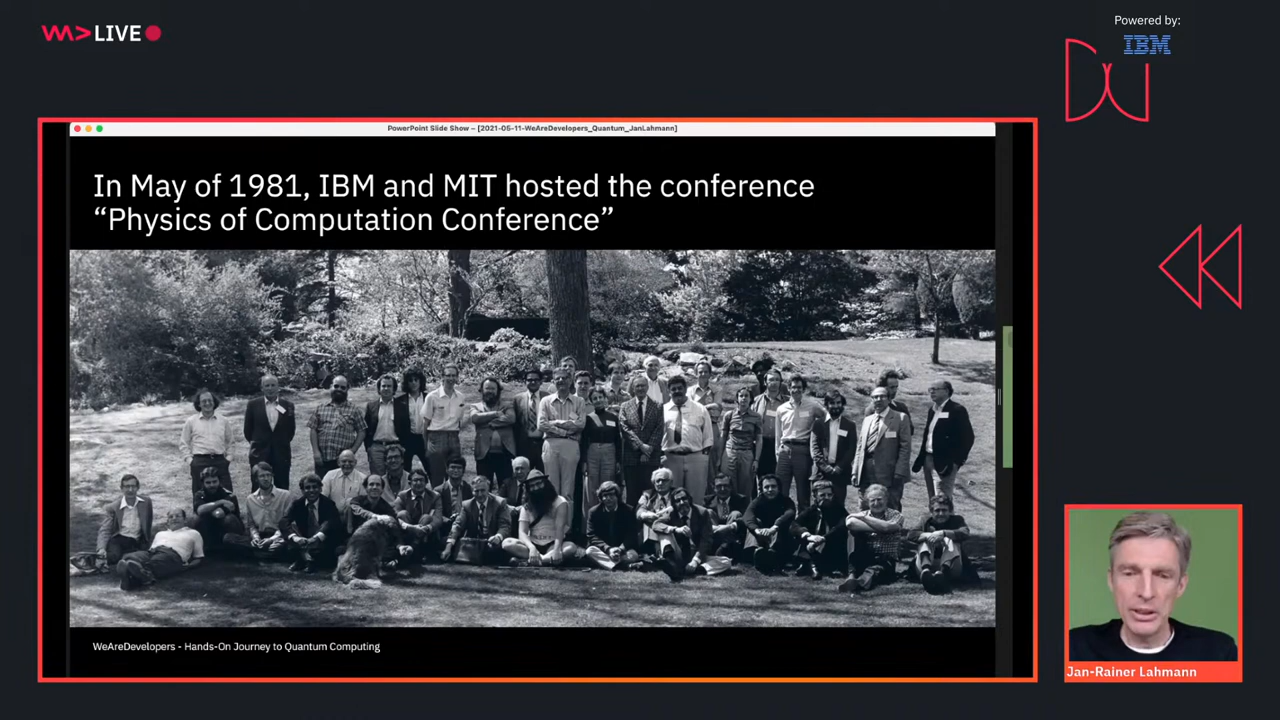 LIVE
Powered by:
IBM
PowerPoint Slide Show – [2021-05-11-WeAreDevelopers_Quantum_JanLahmann]
In May of 1981, IBM and MIT hosted the conference
“Physics of Computation Conference”
WeAreDevelopers - Hands-On Journey to Quantum Computing
Jan-Rainer Lahmann